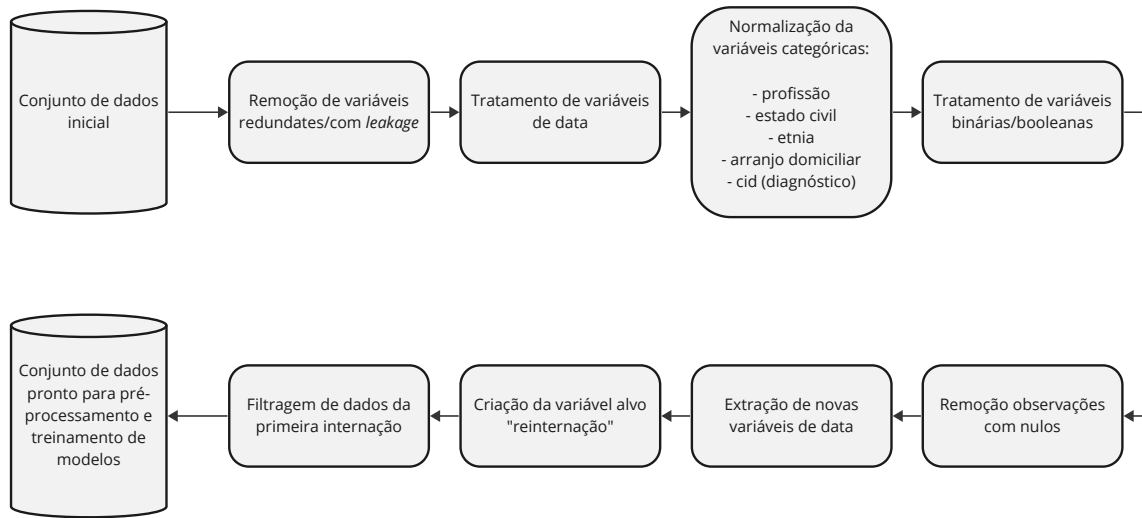 Conjunto de dados
inicial
Remoção de variáveis
redundates/com leakage
Tratamento de variáveis
de data
Normalização da
variáveis categóricas:
- profissão
- estado civil
- etnia
- arranjo domiciliar
- cid (diagnóstico)
Tratamento de variáveis
binárias/booleanas
Conjunto de dados
pronto para pré-
processamento e
treinamento de
modelos
Filtragem de dados da
primeira internação
Criação da variável alvo
"reinternação"
Extração de novas
variáveis de data
Remoção observações
com nulos